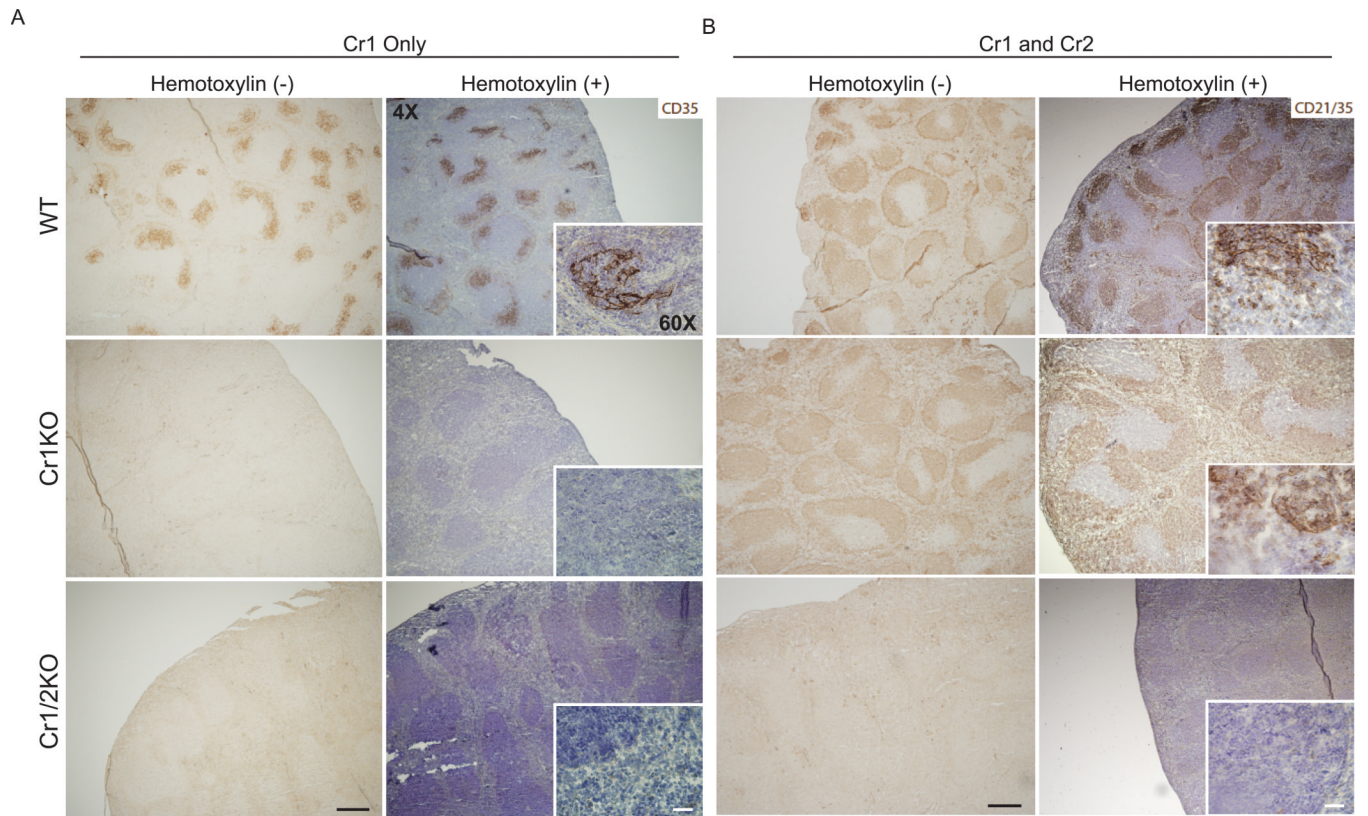 A
B
Cr1 Only
Cr1 and Cr2
Hemotoxylin (-)
Hemotoxylin (+)
Hemotoxylin (-)
Hemotoxylin (+)
WT
4X
CD35
60X
CD21/35
Cr1KO
Cr1/2KO